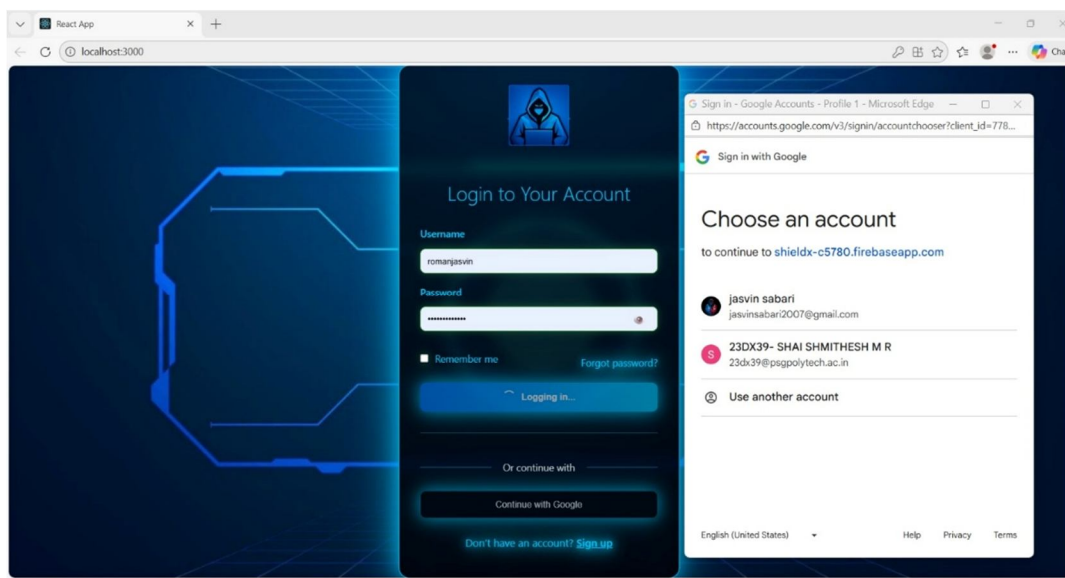 React App
localhost:3000
Cha
Login to Your Account
Username
romanjasvin
Password
Remember me
Forgot password?
Logging in...
Or continue with
Continue with Google
Don't have an account? Sign up
Sign in - Google Accounts - Profile 1 - Microsoft Edge
https://accounts.google.com/v3/signin/accountchooser?client_id=778...
Sign in with Google
Choose an account
to continue to shieldx-c5780.firebaseapp.com
jasvin sabari
jasvinsabari2007@gmail.com
S
23DX39- SHAI SHMITHESH M R
23dx39@psgpolytech.ac.in
Use another account
English (United States)
Help
Privacy
Terms